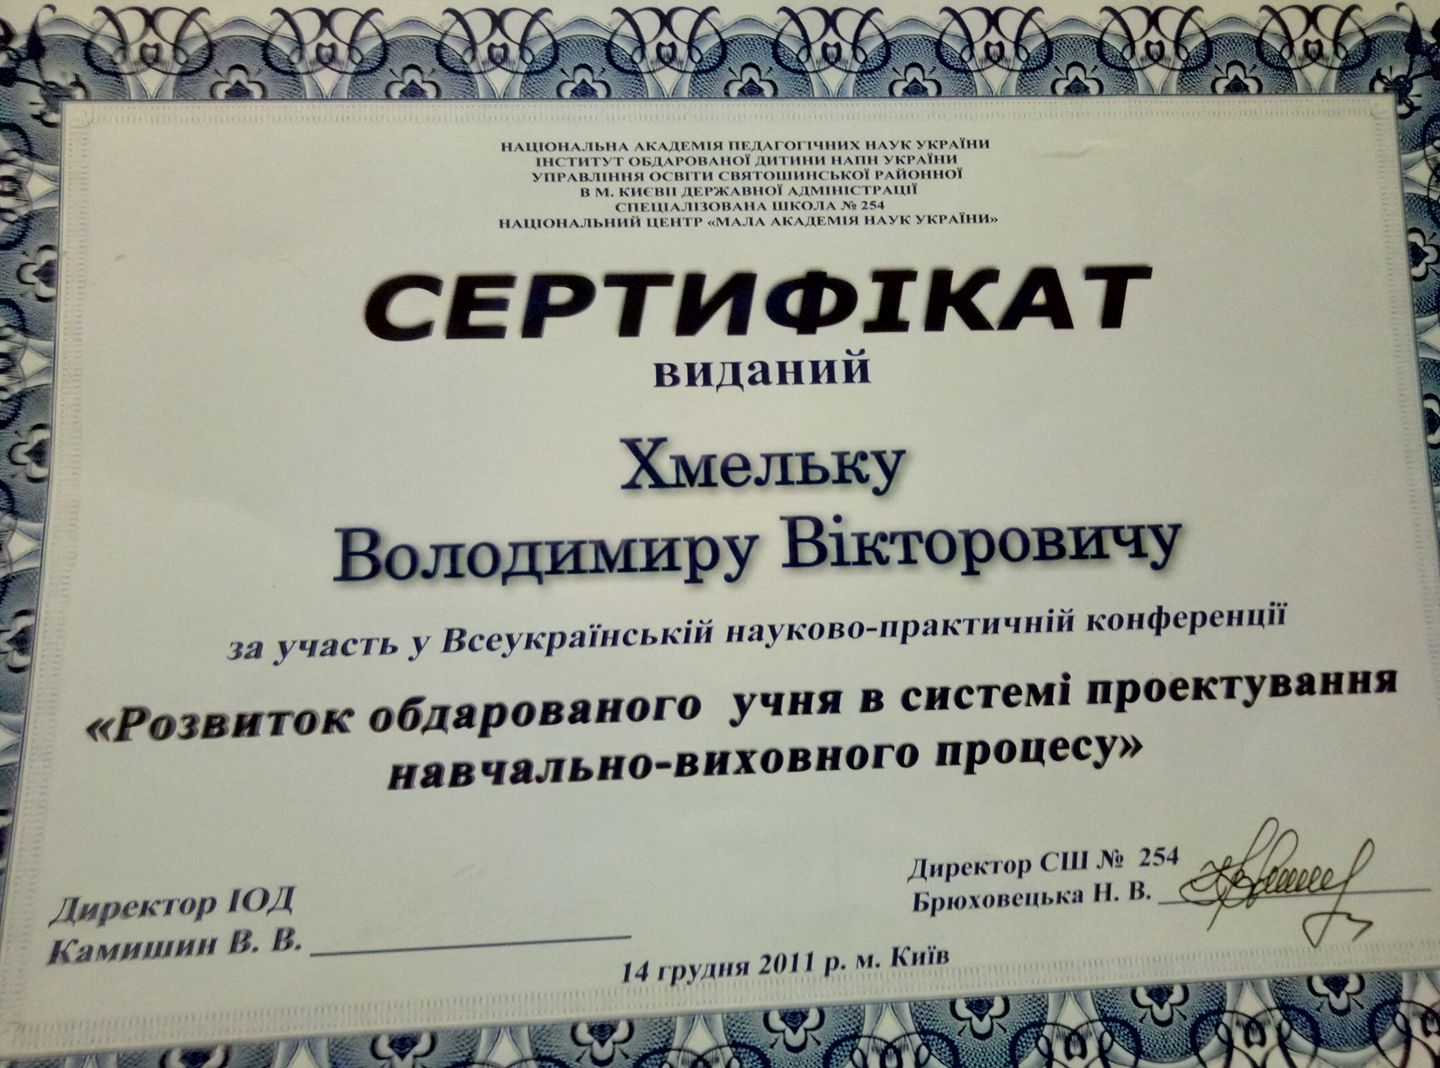 НАЦІОНАЛЬНА АКАДЕМІЯ ПЕДАГОГІЧНИХ НАУК УКРАЇНИ
ІНСТИТУТ ОБДАРОВАНОЇ ДИТИНИ НАПН УКРАЇНИ
УПРАВЛІННЯ ОСВІТИ СВЯТОШИНСЬКОЇ РАЙОННОЇ
В М. КИЄВІІ ДЕРЖАВНОЇ АДМІНІСТРАЦІЇ
СПЕЦІАЛІЗОВАНА ШКОЛА № 254
НАЦІОНАЛЬНИЙ ЦЕНТР «МАЛА АКАДЕМІЯ НАУК УКРАЇНИ»
СЕРТИФІКАТ
виданий
Хмельку
Володимиру Вікторовичу
за участь у Всеукраїнській науково-практичній конференції
«Розвиток обдарованого учня в системі проектування
навчально-виховного процесу»
Директор ІОД
Камишин В. В.
Директор СШ № 254
Брюховецька Н. В.
14 грудня 2011 р. м. Київ